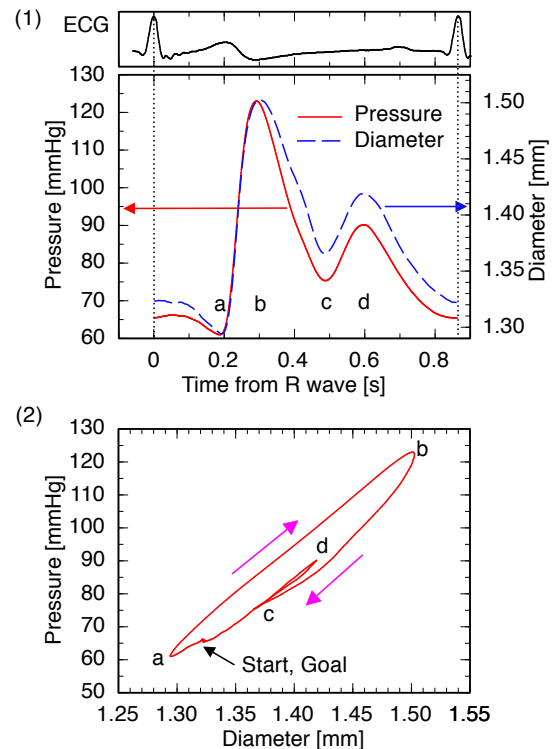 (1)
ECG
130
120
110
100
90
80
70
60
Pressure [mmHg]
1.50
1.45
1.40
1.35
1.30
Diameter [mm]
Pressure
Diameter
a b c d
0 0.2 0.4 0.6 0.8
Time from R wave [s]
(2)
130
120
110
100
90
80
70
60
50
Pressure [mmHg]
b
d
c
a
Start, Goal
1.25 1.30 1.35 1.40 1.45 1.50 1.55
Diameter [mm]